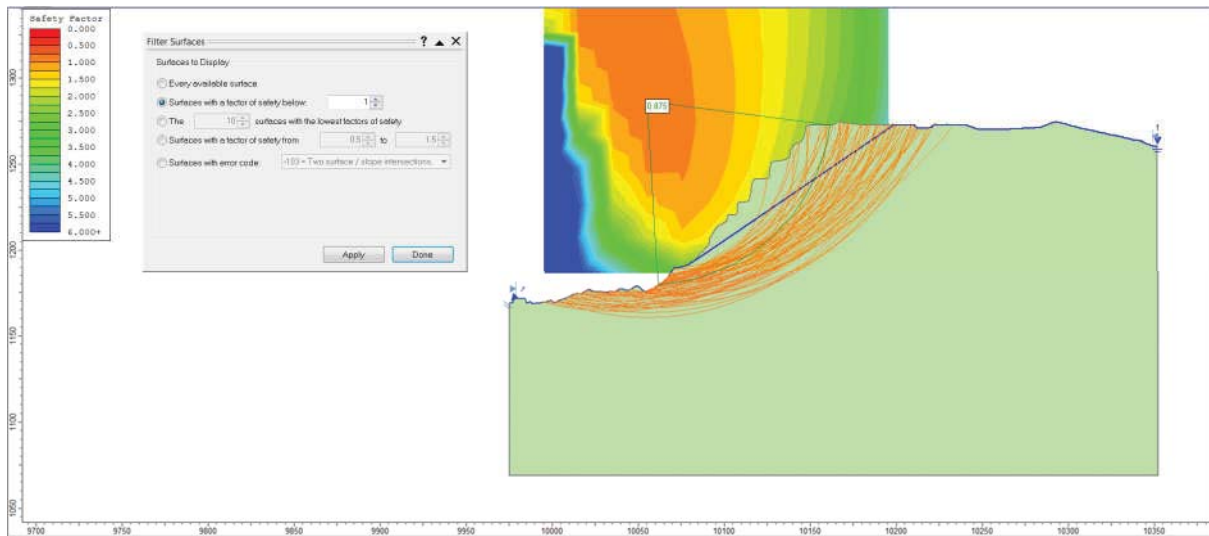 Safety Factor
0.000
0.500
1.000
1.500
2.000
2.500
3.000
3.500
4.000
4.500
5.000
5.500
6.000+
Filter Surfaces ?
Surfaces to Display
Every available surface
Surfaces with a factor of safety below: 1
The 10 surfaces with the lowest factors of safety
Surfaces with a factor of safety from 0.5 to 1.5
Surfaces with error code: -103 = Two surface / slope intersections.
Apply Done
0.875
1
1300
1250
1200
1150
1100
1050
9700 9750 9800 9850 9900 9950 10000 10050 10100 10150 10200 10250 10300 10350